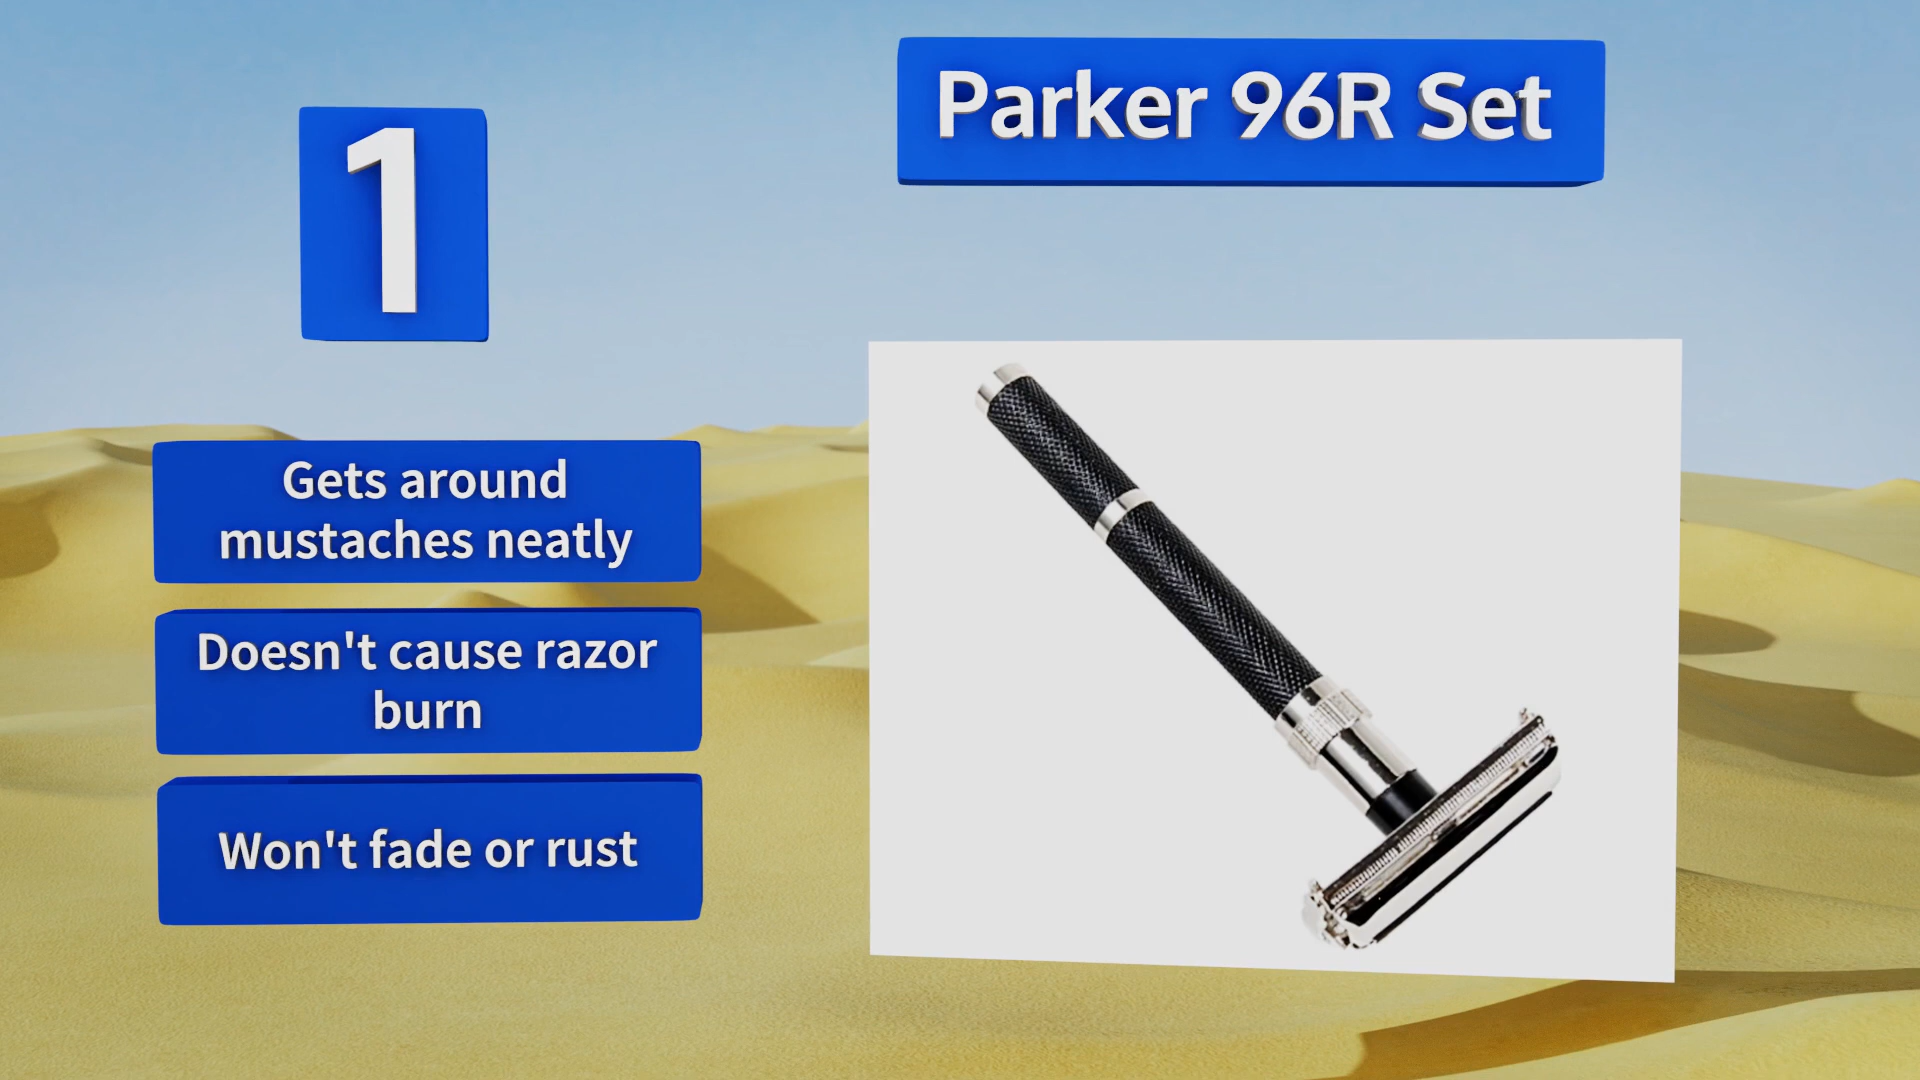 1
Parker 96R Set
Gets around
mustaches neatly
Doesn't cause razor
burn
Won't fade or rust